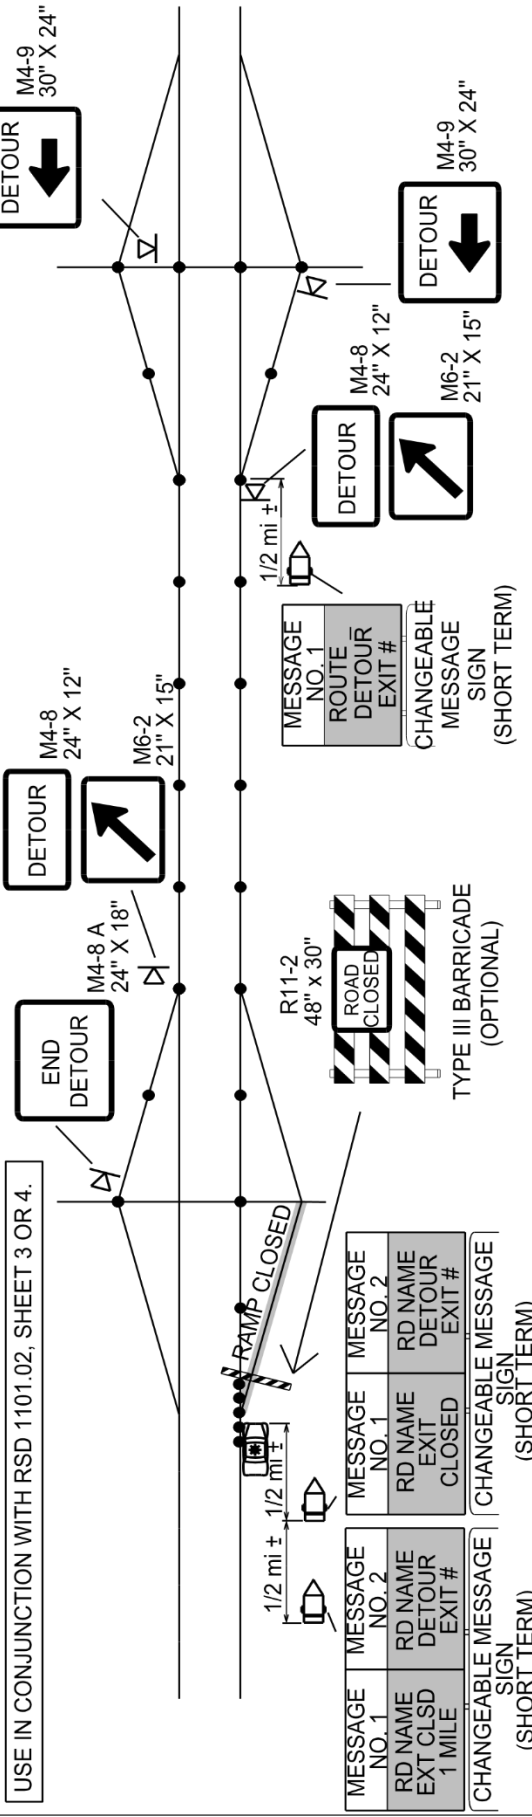 USE IN CONJUNCTION WITH RSD 1101.02, SHEET 3 OR 4.
END
DETOUR
M4-8 A
24" X 18"
DETOUR
M4-8
24" X 12"
M6-2
21" X 15"
DETOUR
M4-9
30" X 24"
RAMP CLOSED
1/2 mi ±
1/2 mi ±
MESSAGE
NO. 1
RD NAME
EXT CLSD
1 MILE
MESSAGE
NO. 2
RD NAME
DETOUR
EXIT #
CHANGEABLE MESSAGE
SIGN
(SHORT TERM)
MESSAGE
NO. 1
RD NAME
EXIT
CLOSED
MESSAGE
NO. 2
RD NAME
DETOUR
EXIT #
CHANGEABLE MESSAGE
SIGN
(SHORT TERM)
R11-2
48" x 30"
ROAD
CLOSED
TYPE III BARRICADE
(OPTIONAL)
1/2 mi ±
MESSAGE
NO. 1
ROUTE
DETOUR
EXIT #
CHANGEABLE
MESSAGE
SIGN
(SHORT TERM)
DETOUR
M4-8
24" X 12"
M6-2
21" X 15"
DETOUR
M4-9
30" X 24"